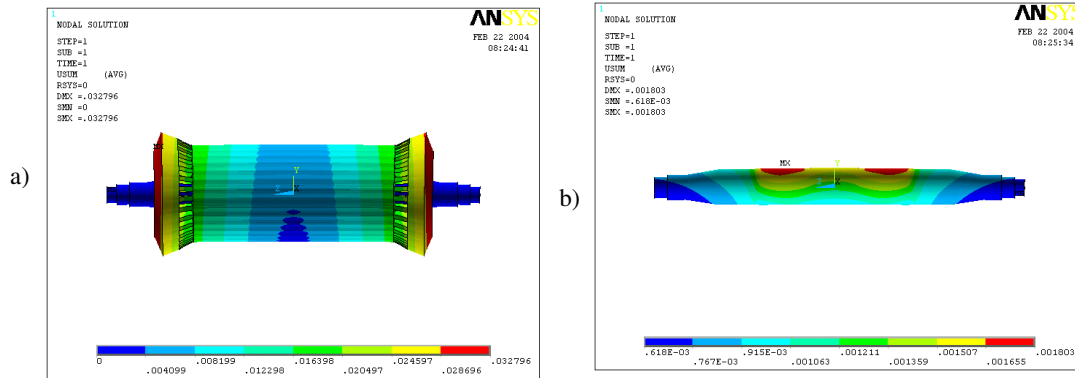 a)
1
NODAL SOLUTION
STEP=1
SUB =1
TIME=1
USUM (AVG)
RSYS=0
DMX =.032796
SMN =0
SMX =.032796
ANSYS
FEB 22 2004
08:24:41
MX
Y
Z X
0 .008199 .016398 .024597 .032796
.004099 .012298 .020497 .028696
b)
1
NODAL SOLUTION
STEP=1
SUB =1
TIME=1
USUM (AVG)
RSYS=0
DMX =.001803
SMN =.618E-03
SMX =.001803
ANSYS
FEB 22 2004
08:25:34
MX
Y
Z X
.618E-03 .915E-03 .001211 .001507 .001803
.767E-03 .001063 .001359 .001655